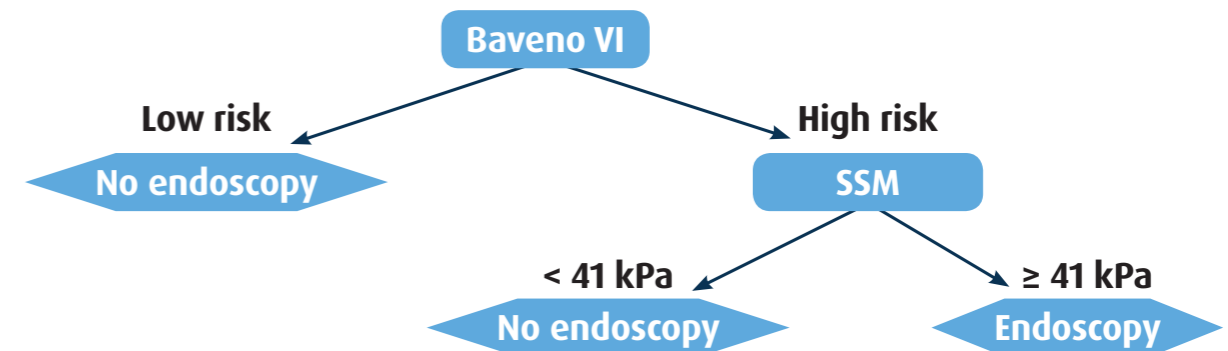 Baveno VI
Low risk
High risk
No endoscopy
SSM
< 41 kPa
≥ 41 kPa
No endoscopy
Endoscopy